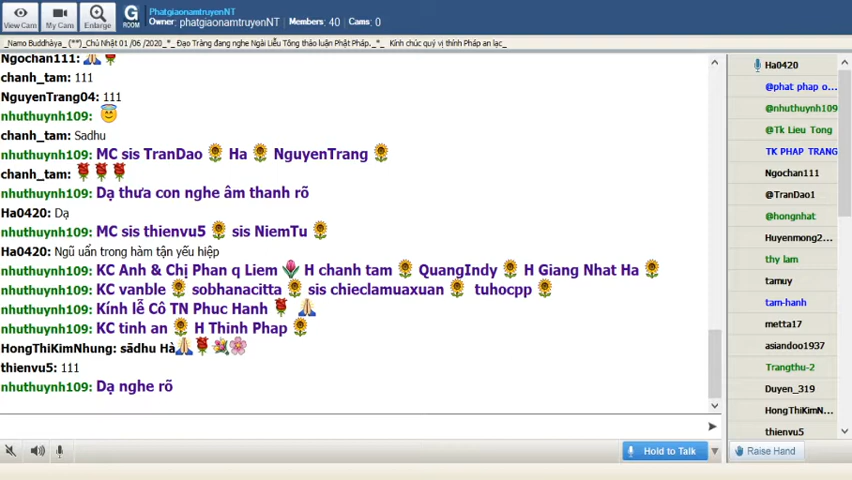 PhatgiaonamtruyenNT
Owner: phatgiaonamtruyenNT Members: 40 Cams: 0
View Cam My Cam Enlarge G ROOM
_Namo Buddhàya_ (**)_Chủ Nhật 01 /06 /2020_*_ Đạo Tràng đang nghe Ngài Liễu Tông thảo luận Phật Pháp._*_ Kính chúc quý vị thính Pháp an lạc_
Ngochan111:
chanh_tam: 111
NguyenTrang04: 111
nhuthuynh109:
chanh_tam: Sadhu
nhuthuynh109: MC sis TranDao Ha NguyenTrang
chanh_tam:
nhuthuynh109: Dạ thưa con nghe âm thanh rõ
Ha0420: Dạ
nhuthuynh109: MC sis thienvu5 sis NiemTu
Ha0420: Ngũ uẩn trong hàm tận yếu hiệp
nhuthuynh109: KC Anh & Chị Phan q Liem H chanh tam QuangIndy H Giang Nhat Ha
nhuthuynh109: KC vanble sobhanacitta sis chieclamuaxuan tuhocpp
nhuthuynh109: Kính lễ Cô TN Phuc Hanh
nhuthuynh109: KC tinh an H Thinh Phap
HongThiKimNhung: sādhu Hà
thienvu5: 111
nhuthuynh109: Dạ nghe rõ
Ha0420
@phat phap o...
@nhuthuynh109
@Tk Lieu Tong
TK PHAP TRANG
Ngochan111
@TranDao1
@hongnhat
Huyenmong2...
thy lam
tamuy
tam-hanh
metta17
asiandoo1937
Trangthu-2
Duyen_319
HongThiKimN...
thienvu5
Hold to Talk
Raise Hand